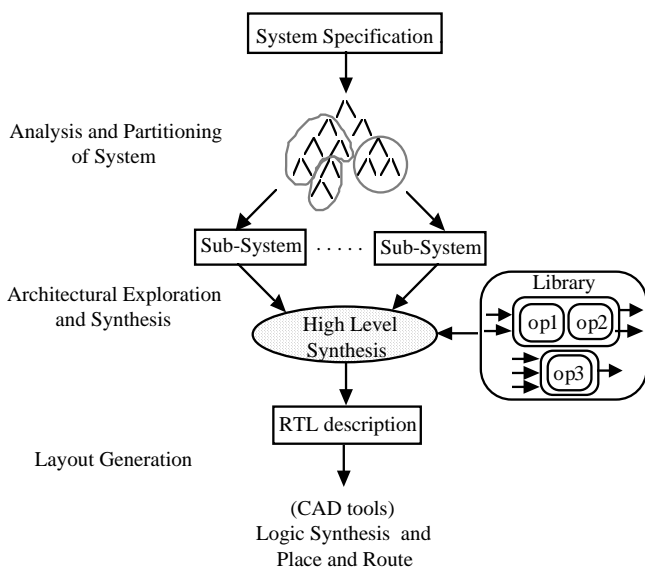 System Specification
Analysis and Partitioning
of System
Sub-System
. . . . .
Sub-System
Architectural Exploration
and Synthesis
Library
op1
op2
op3
High Level
Synthesis
RTL description
Layout Generation
(CAD tools)
Logic Synthesis and
Place and Route